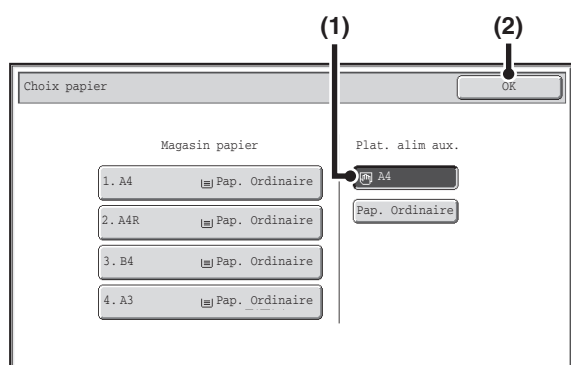 (1) (2)
Choix papier OK
Magasin papier Plat. alim aux.
1. A4 Pap. Ordinaire A4
2. A4R Pap. Ordinaire Pap. Ordinaire
3. B4 Pap. Ordinaire
4. A3 Pap. Ordinaire